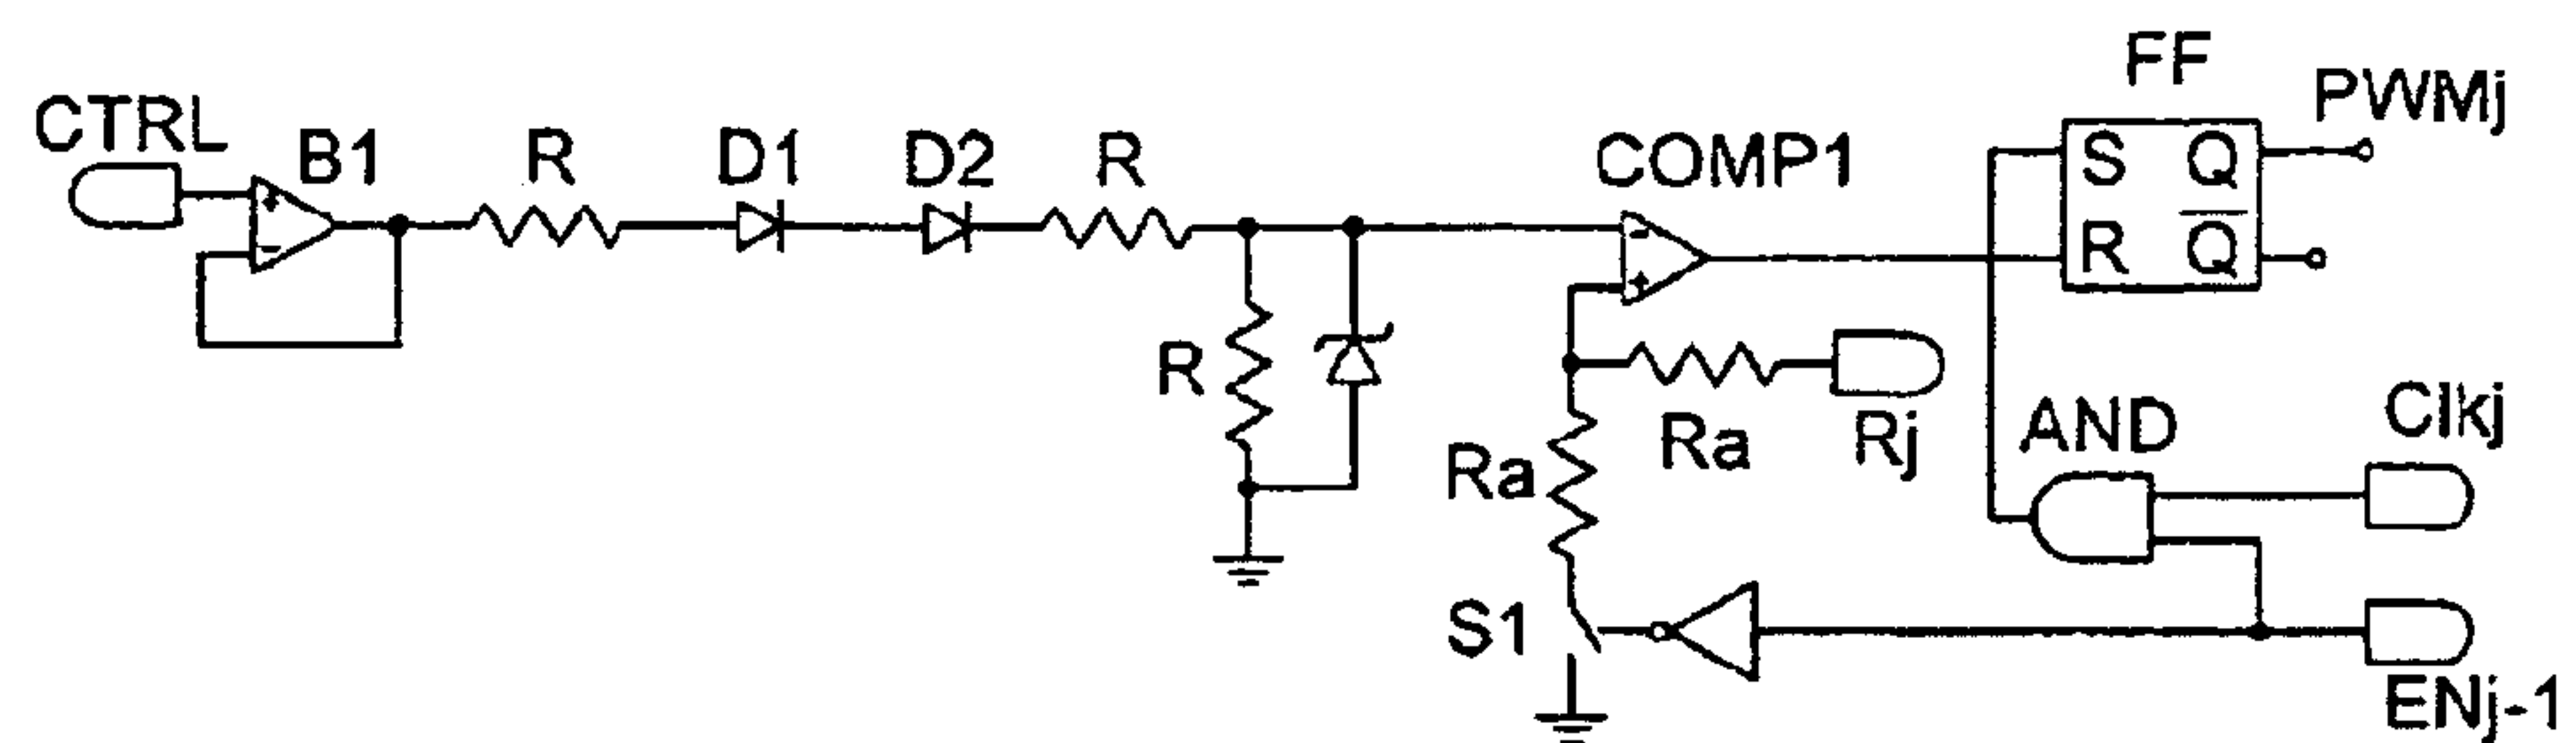 FF
PWMj
CTRL
B1
R
D1
D2
R
COMP1
S
Q
R
Q
+
-
-
+
R
Ra
Ra
Rj
AND
Clkj
S1
ENj-1